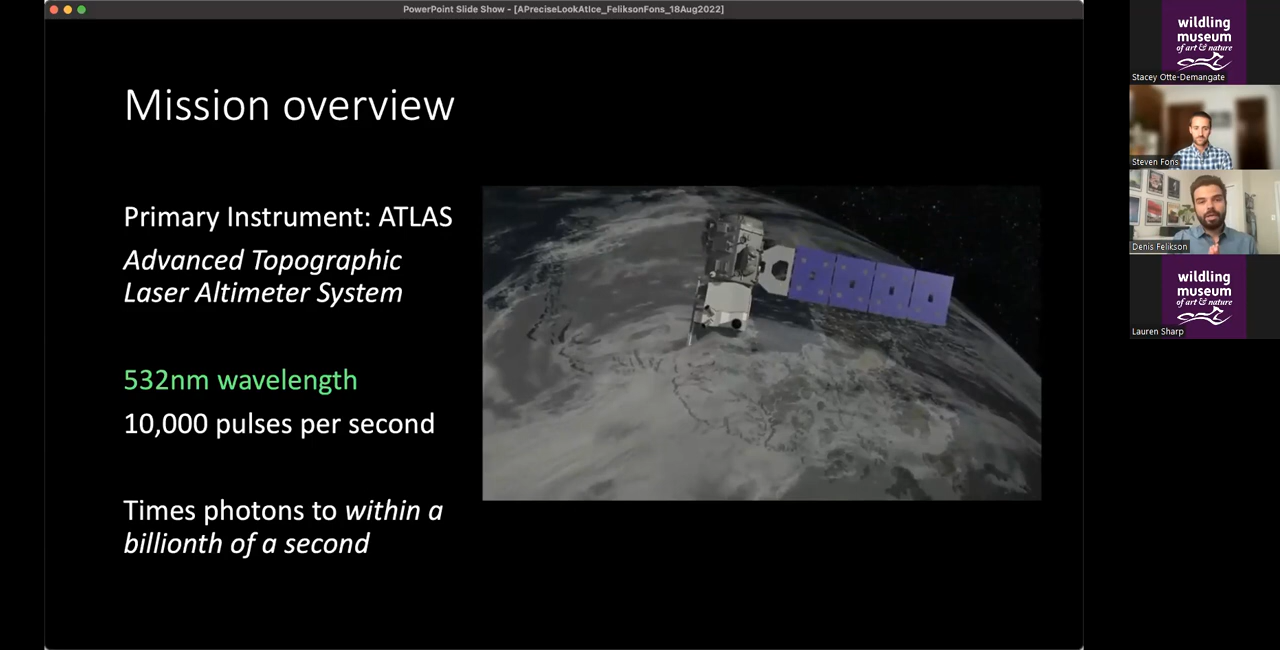 PowerPoint Slide Show - [APreciseLookAtIce_FeliksonFons_18Aug2022]
Mission overview
Primary Instrument: ATLAS
Advanced Topographic
Laser Altimeter System
532nm wavelength
10,000 pulses per second
Times photons to within a
billionth of a second
wildling
museum
of art & nature
Stacey Otte-Demangate
Steven Fons
Denis Felikson
wildling
museum
of art & nature
Lauren Sharp